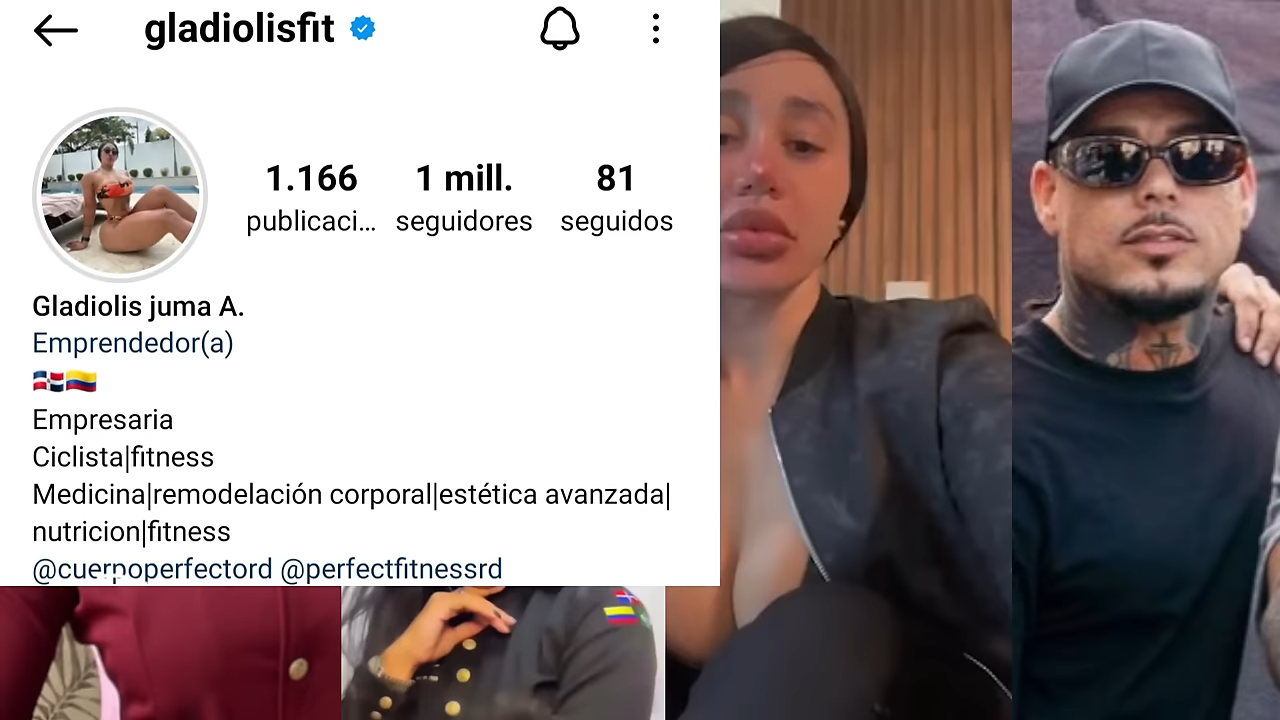 gladiolisfit
1.166
1 mill.
81
publicaci...
seguidores
seguidos
Gladiolis juma A.
Emprendedor(a)
Empresaria
Ciclista|fitness
Medicina|remodelación corporal|estética avanzada|
nutricion|fitness
@cuerpoperfectord @perfectfitnessrd